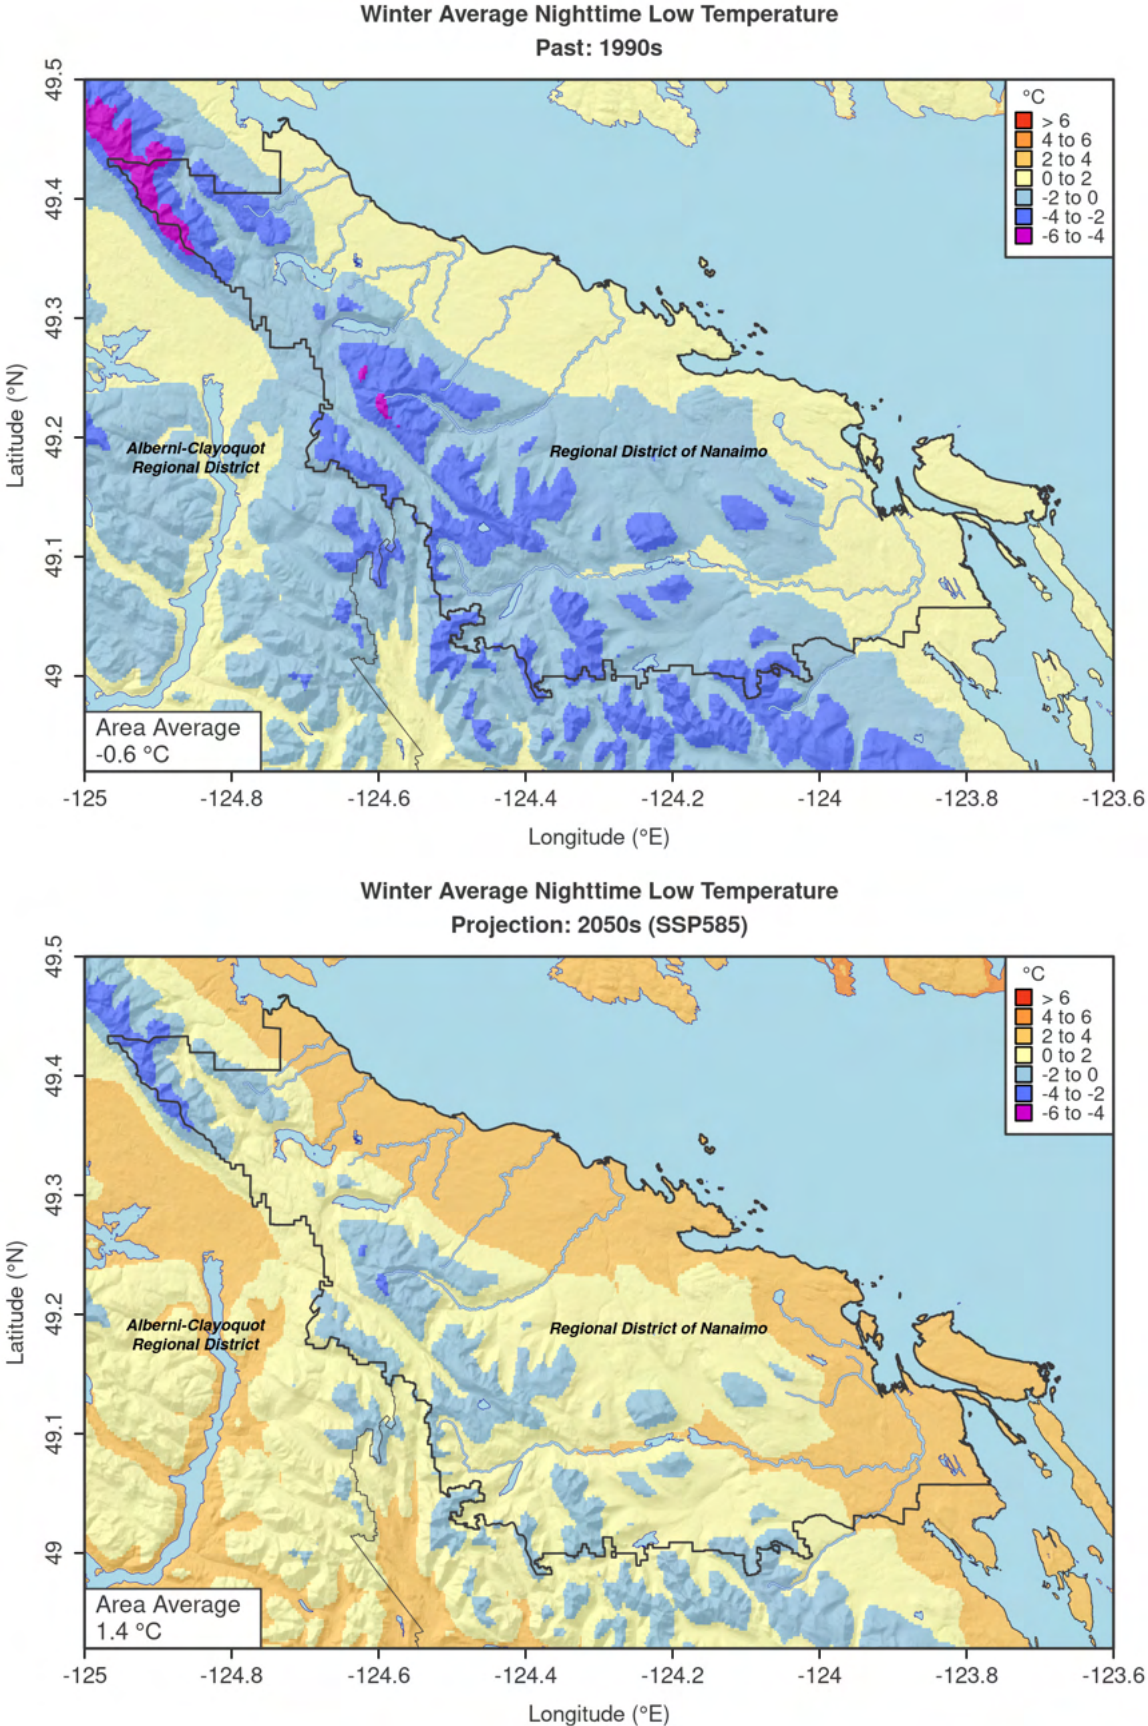 Winter Average Nighttime Low Temperature
Past: 1990s
°C
> 6
4 to 6
2 to 4
0 to 2
-2 to 0
-4 to -2
-6 to -4
49.5
49.4
49.3
49.2
49.1
49
Latitude (°N)
Alberni-Clayoquot
Regional District
Regional District of Nanaimo
Area Average
-0.6 °C
-125
-124.8
-124.6
-124.4
-124.2
-124
-123.8
-123.6
Longitude (°E)
Winter Average Nighttime Low Temperature
Projection: 2050s (SSP585)
°C
> 6
4 to 6
2 to 4
0 to 2
-2 to 0
-4 to -2
-6 to -4
49.5
49.4
49.3
49.2
49.1
49
Latitude (°N)
Alberni-Clayoquot
Regional District
Regional District of Nanaimo
Area Average
1.4 °C
-125
-124.8
-124.6
-124.4
-124.2
-124
-123.8
-123.6
Longitude (°E)